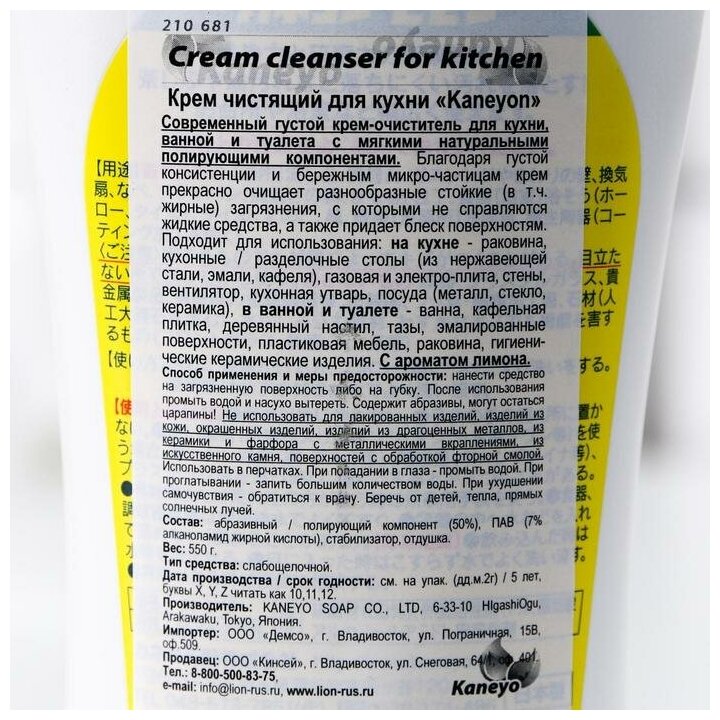 210 681
Cream cleanser for kitchen
Крем чистящий для кухни «Kaneyon»
Современный густой крем-очиститель для кухни,
ванной и туалета с мягкими натуральными
полирующими компонентами. Благодаря густой
консистенции и бережным микро-частицам крем
прекрасно очищает разнообразные стойкие (в т.ч.
жирные) загрязнения, с которыми не справляются
жидкие средства, а также придает блеск поверхностям.
Подходит для использования: на кухне - раковина,
кухонные / разделочные столы (из нержавеющей
стали, эмали, кафеля), газовая и электро-плита, стены,
вентилятор, кухонная утварь, посуда (металл, стекло,
керамика), в ванной и туалете - ванна, кафельная
плитка, деревянный настил, тазы, эмалированные
поверхности, пластиковая мебель, раковина, гигиени-
ческие керамические изделия. С ароматом лимона.
Способ применения и меры предосторожности: нанести средство
на загрязненную поверхность либо на губку. После использования
промыть водой и насухо вытереть. Содержит абразивы, могут остаться
царапины! Не использовать для лакированных изделий, изделий из
кожи, окрашенных изделий, изделий из драгоценных металлов, из
керамики и фарфора с металлическими вкраплениями, из
искусственного камня, поверхностей с обработкой фторной смолой.
Использовать в перчатках. При попадании в глаза - промыть водой. При
проглатывании - запить большим количеством воды. При ухудшении
самочувствия - обратиться к врачу. Беречь от детей, тепла, прямых
солнечных лучей.
Состав: абразивный / полирующий компонент (50%), ПАВ (7%
алканоламид жирной кислоты), стабилизатор, отдушка.
Вес: 550 г.
Тип средства: слабощелочной.
Дата производства / срок годности: см. на упак. (дд.м.2г) / 5 лет,
буквы X, Y, Z читать как 10,11,12.
Производитель: KANEYO SOAP CO., LTD, 6-33-10 HIgashiOgu,
Arakawaku, Tokyo, Япония.
Импортер: ООО «Демсо», г. Владивосток, ул. Пограничная, 15В,
оф.509.
Продавец: ООО «Кинсей», г. Владивосток, ул. Снеговая, 64/1, оф. 401.
Тел.: 8-800-500-83-75,
e-mail: info@lion-rus.ru, www.lion-rus.ru
Kaneyo